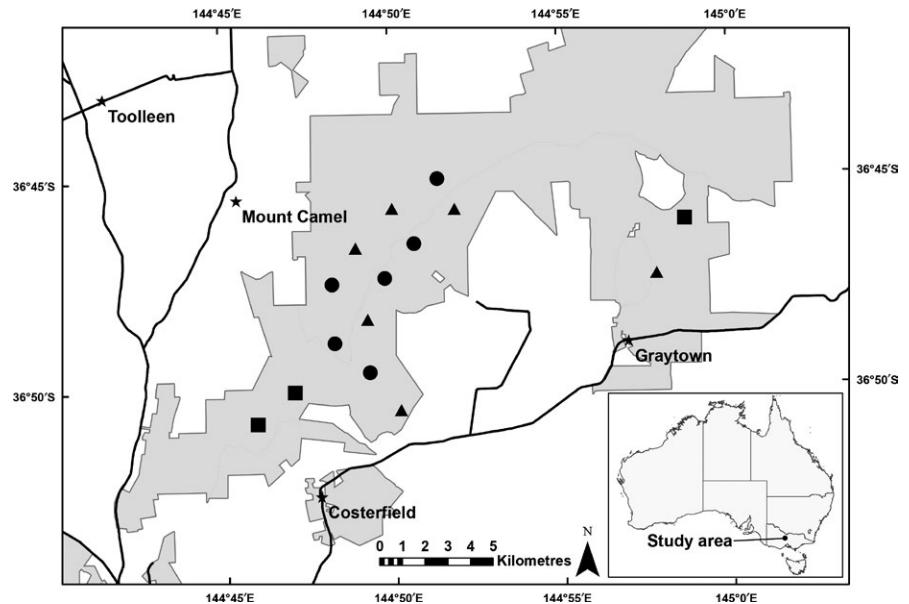 144°45'E 144°50'E 144°55'E 145°0'E
Toolleen
36°45'S 36°45'S
Mount Camel
Graytown
36°50'S 36°50'S
Costerfield
Study area
N
0 1 2 3 4 5 Kilometres
144°45'E 144°50'E 144°55'E 145°0'E